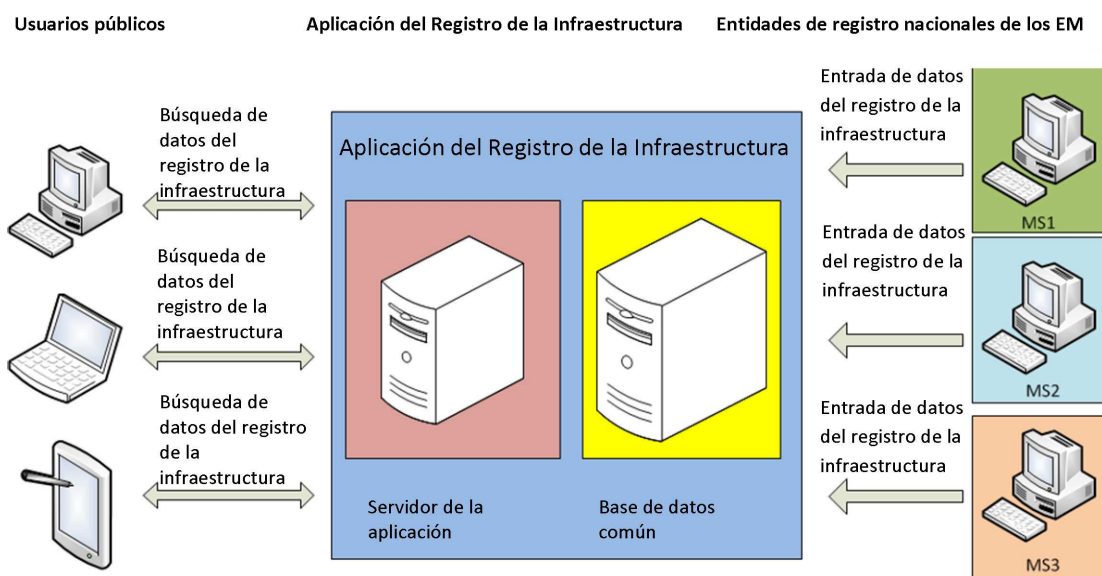 Usuarios públicos
Aplicación del Registro de la Infraestructura
Entidades de registro nacionales de los EM
Búsqueda de
datos del
registro de la
infraestructura
Búsqueda de
datos del
registro de la
infraestructura
Búsqueda de
datos del registro
de la
infraestructura
Aplicación del Registro de la Infraestructura
Servidor de la
aplicación
Base de datos
común
Entrada de datos
del registro de la
infraestructura
MS1
Entrada de datos
del registro de la
infraestructura
MS2
Entrada de datos
del registro de la
infraestructura
MS3